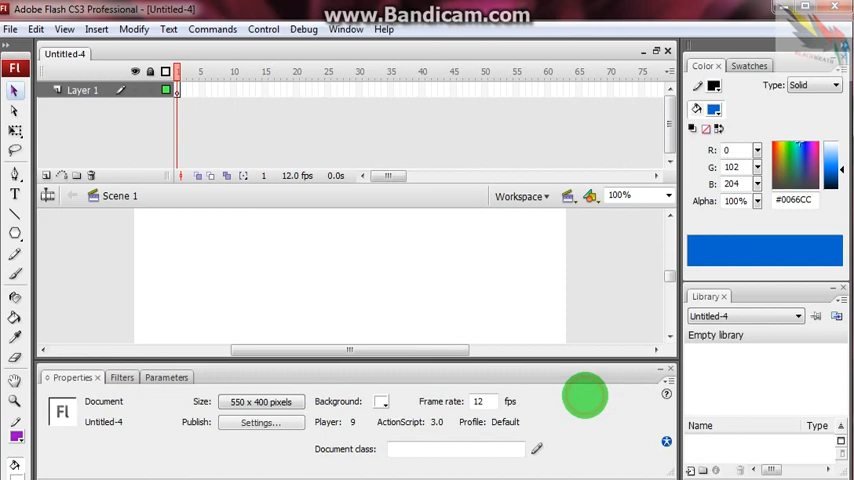 Adobe Flash CS3 Professional - [Untitled-4]
www.Bandicam.com
File Edit View Insert Modify Text Commands Control Debug Window Help
Untitled-4
Color Swatches
Fl
1 5 10 15 20 25 30 35 40 45 50 55 60 65 70 75
Type: Solid
Layer 1
R: 0
G: 102
B: 204
Alpha: 100% #0066CC
1 12.0 fps 0.0s
Scene 1 Workspace 100%
Library
Untitled-4
Empty library
Properties Filters Parameters
Fl
Document Size: 550 x 400 pixels Background: Frame rate: 12 fps
Untitled-4 Publish: Settings... Player: 9 ActionScript: 3.0 Profile: Default
Document class:
Name Type